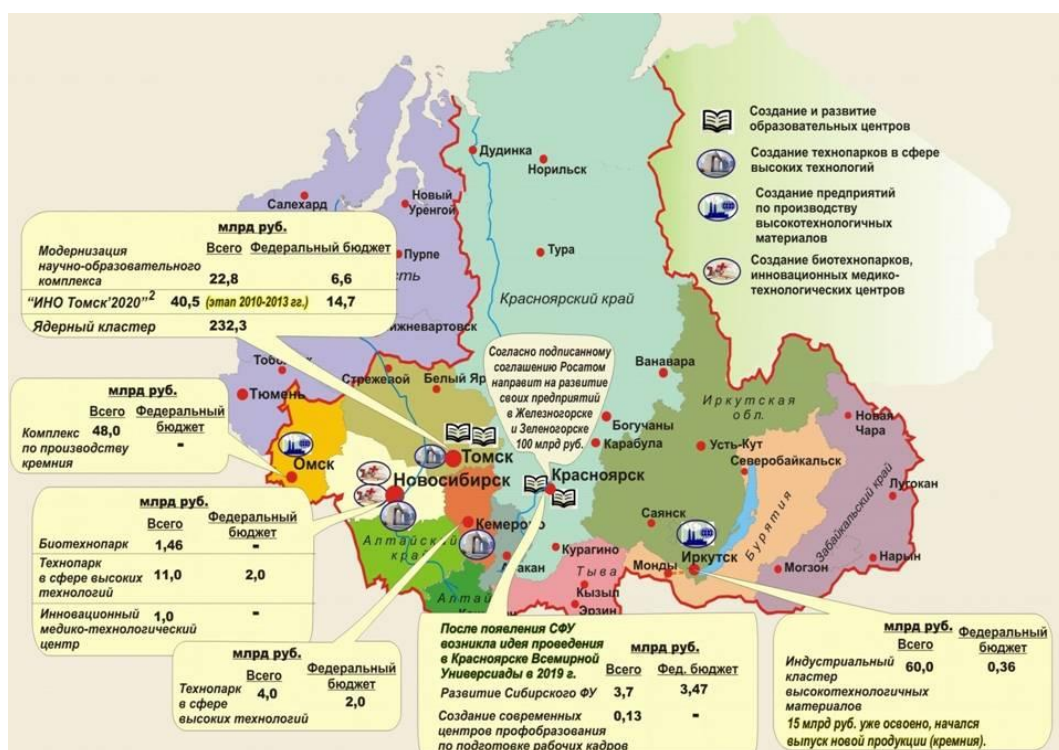 Создание и развитие
образовательных центров
Создание технопарков в сфере
высоких технологий
Создание предприятий
по производству
высокотехнологичных
материалов
Создание биотехнопарков,
инновационных медико-
технологических центров
Дудинка
Норильск
Салехард
Новый
Уренгой
Пурпе
Тура
Красноярский край
млрд руб.
Всего Федеральный бюджет
Модернизация
научно-образовательного
комплекса 22,8 6,6
“ИНО Томск’2020”2 40,5 (этап 2010-2013 гг.) 14,7
Ядерный кластер 232,3
Тюмень
Стрежевой
Белый Яр
Согласно подписанному
соглашению Росатом
направит на развитие
своих предприятий
в Железногорске
и Зеленогорске
100 млрд руб.
Ванавара
Иркутская
обл.
Богучаны
Карабула
Усть-Кут
Новая
Чара
Северобайкальск
Лугокан
Забайкальский край
Бурятия
Нарын
Могзон
Саянск
Иркутск
Монды
млрд руб.
Всего Федеральный
бюджет
Комплекс 48,0 -
по производству
кремния
Омск
Томск
Новосибирск
Красноярск
Кемерово
Алтайский
край
Курагино
Тыва
Кызыл
Эрзин
Алтай
млрд руб.
Всего Федеральный
бюджет
Биотехнопарк 1,46 -
Технопарк
в сфере высоких 11,0 2,0
технологий
Инновационный 1,0 -
медико-технологический
центр
млрд руб.
Всего Федеральный
бюджет
Технопарк 4,0 2,0
в сфере
высоких технологий
После появления СФУ
возникла идея проведения
в Красноярске Всемирной
Универсиады в 2019 г.
млрд руб.
Всего Фед. бюджет
Развитие Сибирского ФУ 3,7 3,47
Создание современных 0,13 -
центров профобразования
по подготовке рабочих кадров
млрд руб.
Всего Федеральный
бюджет
Индустриальный 60,0 0,36
кластер
высокотехнологичных
материалов
15 млрд руб. уже освоено, начался
выпуск новой продукции (кремния).